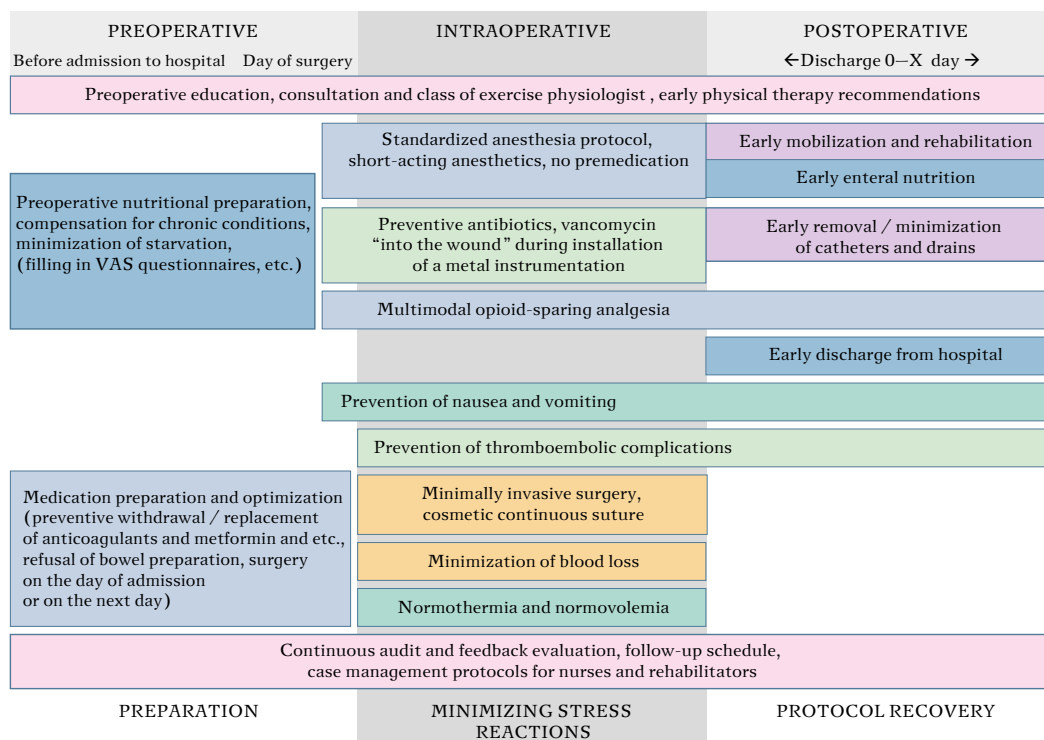 PREOPERATIVE
INTRAOPERATIVE
POSTOPERATIVE
Before admission to hospital
Day of surgery
←Discharge 0–X day →
Preoperative education, consultation and class of exercise physiologist , early physical therapy recommendations
Standardized anesthesia protocol,
short-acting anesthetics, no premedication
Early mobilization and rehabilitation
Early enteral nutrition
Preoperative nutritional preparation,
compensation for chronic conditions,
minimization of starvation,
(filling in VAS questionnaires, etc.)
Preventive antibiotics, vancomycin
“into the wound” during installation
of a metal instrumentation
Early removal / minimization
of catheters and drains
Multimodal opioid-sparing analgesia
Early discharge from hospital
Prevention of nausea and vomiting
Prevention of thromboembolic complications
Medication preparation and optimization
(preventive withdrawal / replacement
of anticoagulants and metformin and etc.,
refusal of bowel preparation, surgery
on the day of admission
or on the next day)
Minimally invasive surgery,
cosmetic continuous suture
Minimization of blood loss
Normothermia and normovolemia
Continuous audit and feedback evaluation, follow-up schedule,
case management protocols for nurses and rehabilitators
PREPARATION
MINIMIZING STRESS
REACTIONS
PROTOCOL RECOVERY